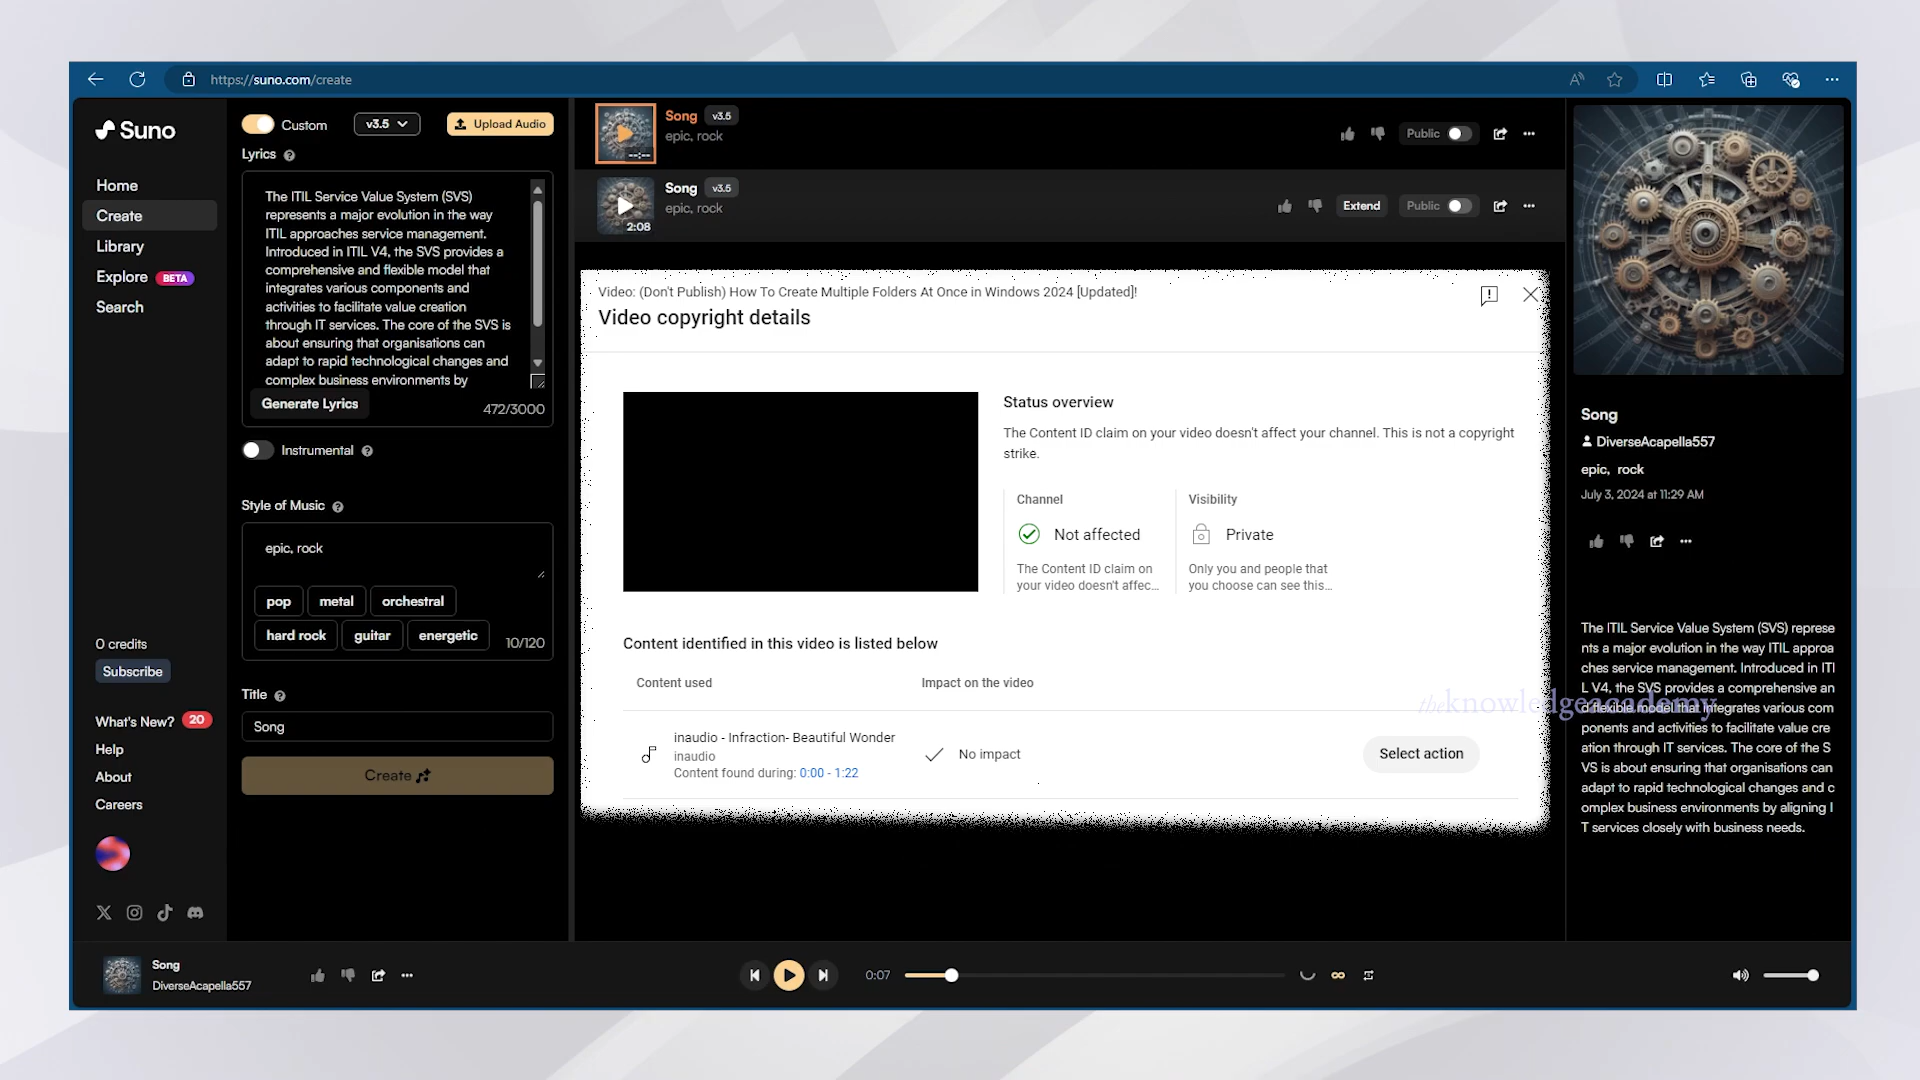 https://suno.com/create
Suno
Home
Create
Library
Explore BETA
Search
0 credits
Subscribe
What's New? 20
Help
About
Careers
Custom
v3.5
Upload Audio
Lyrics
The ITIL Service Value System (SVS)
represents a major evolution in the way
ITIL approaches service management.
Introduced in ITIL V4, the SVS provides a
comprehensive and flexible model that
integrates various components and
activities to facilitate value creation
through IT services. The core of the SVS is
about ensuring that organisations can
adapt to rapid technological changes and
complex business environments by
Generate Lyrics
472/3000
Instrumental
Style of Music
epic, rock
pop metal orchestral
hard rock guitar energetic
10/120
Title
Song
Create
Song v3.5
epic, rock
--:--
Public
Song v3.5
epic, rock
2:08
Extend
Public
Video: (Don't Publish) How To Create Multiple Folders At Once in Windows 2024 [Updated]!
Video copyright details
Status overview
The Content ID claim on your video doesn't affect your channel. This is not a copyright
strike.
Channel
Not affected
The Content ID claim on
your video doesn't affec...
Visibility
Private
Only you and people that
you choose can see this...
Content identified in this video is listed below
Content used
Impact on the video
inaudio - Infraction- Beautiful Wonder
inaudio
Content found during: 0:00 - 1:22
No impact
Select action
Song
DiverseAcapella557
epic, rock
July 3, 2024 at 11:29 AM
The ITIL Service Value System (SVS) represe
nts a major evolution in the way ITIL approa
ches service management. Introduced in ITI
L V4, the SVS provides a comprehensive an
d flexible model that integrates various com
ponents and activities to facilitate value cre
ation through IT services. The core of the S
VS is about ensuring that organisations can
adapt to rapid technological changes and c
omplex business environments by aligning I
T services closely with business needs.
theknowledgeacademy
Song
DiverseAcapella557
0:07